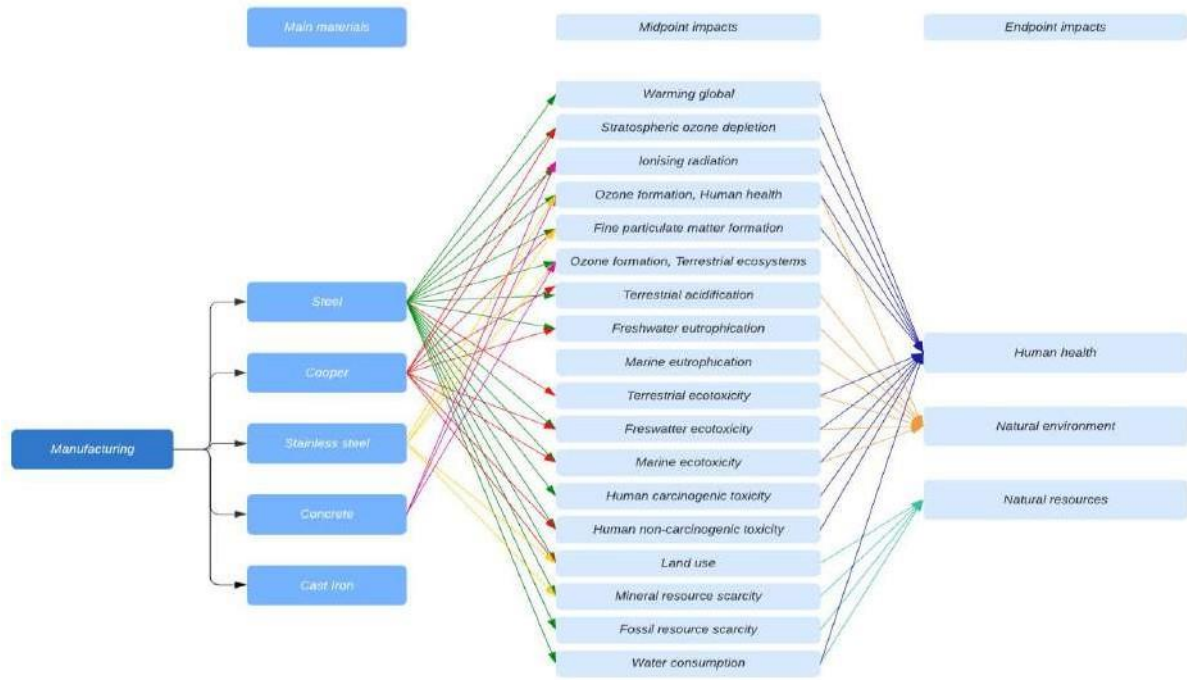 Main materials
Midpoint impacts
Endpoint impacts
Warming global
Stratospheric ozone depletion
Ionising radiation
Ozone formation, Human health
Fine particulate matter formation
Ozone formation, Terrestrial ecosystems
Terrestrial acidification
Freshwater eutrophication
Marine eutrophication
Terrestrial ecotoxicity
Freswatter ecotoxicity
Marine ecotoxicity
Human carcinogenic toxicity
Human non-carcinogenic toxicity
Land use
Mineral resource scarcity
Fossil resource scarcity
Water consumption
Steel
Cooper
Stainless steel
Concrete
Cast Iron
Manufacturing
Human health
Natural environment
Natural resources